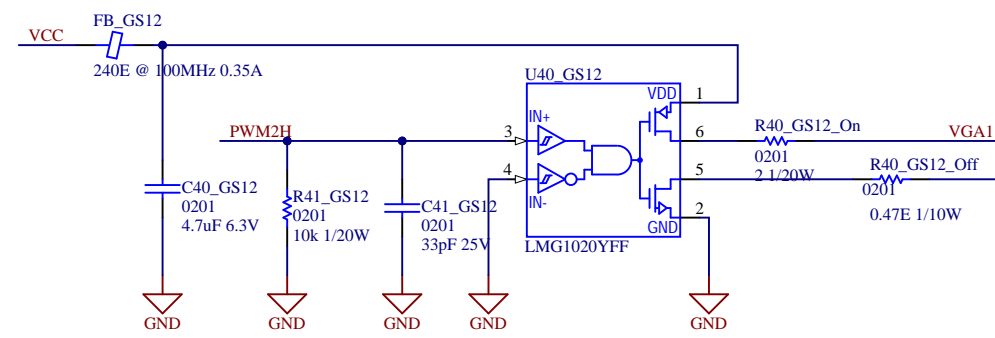 FB_GS12
VCC
240E @ 100MHz 0.35A
U40_GS12
VDD
1
IN+
PWM2H
3
6
R40_GS12_On
VGA1
0201
2 1/20W
4
5
R40_GS12_Off
0201
0.47E 1/10W
IN-
2
GND
LMG1020YFF
C40_GS12
0201
4.7uF 6.3V
R41_GS12
0201
10k 1/20W
C41_GS12
0201
33pF 25V
GND
GND
GND
GND
GND